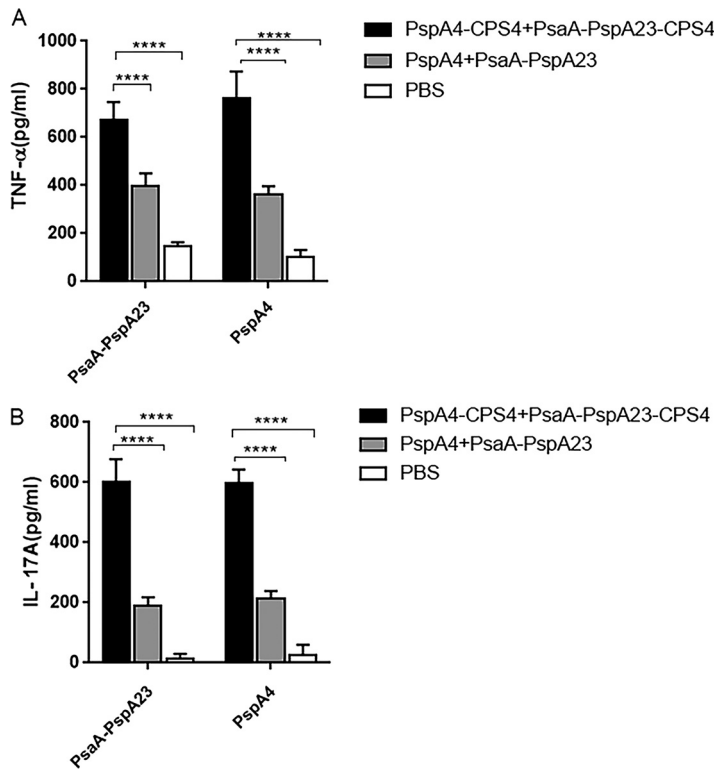 A
PspA4-CPS4+PsaA-PspA23-CPS4
PspA4+PsaA-PspA23
PBS
TNF-α(pg/ml)
1000
800
600
400
200
0
**** ****
**** ****
PsaA-PspA23
PspA4
B
PspA4-CPS4+PsaA-PspA23-CPS4
PspA4+PsaA-PspA23
PBS
IL-17A(pg/ml)
800
600
400
200
0
**** ****
**** ****
PsaA-PspA23
PspA4